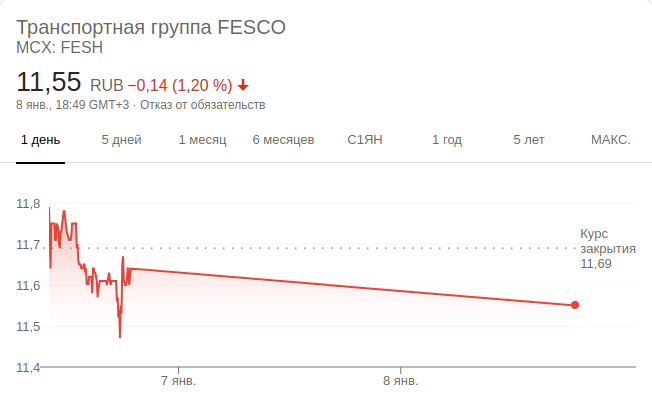 Транспортная группа FESCO
MCX: FESH
11,55 RUB −0,14 (1,20 %)
8 янв., 18:49 GMT+3 · Отказ от обязательств
1 день 5 дней 1 месяц 6 месяцев С1ЯН 1 год 5 лет МАКС.
11,8
Курс
11,7 закрытия
11,69
11,6
11,5
11,4
7 янв. 8 янв.